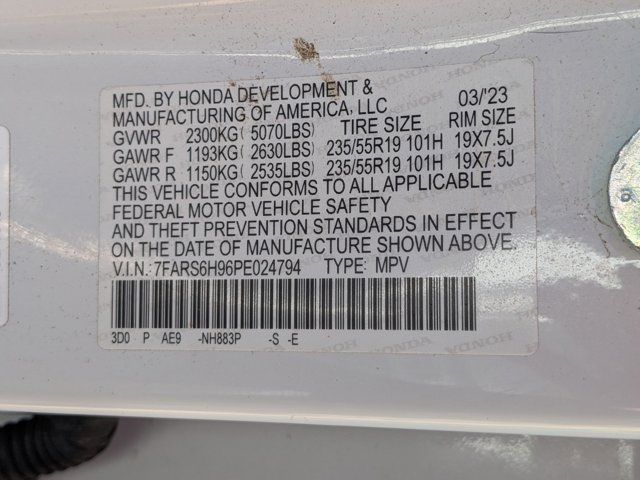 MFD. BY HONDA DEVELOPMENT &
MANUFACTURING OF AMERICA, LLC 03/'23
GVWR 2300KG( 5070LBS) TIRE SIZE RIM SIZE
GAWR F 1193KG( 2630LBS) 235/55R19 101H 19X7.5J
GAWR R 1150KG( 2535LBS) 235/55R19 101H 19X7.5J
THIS VEHICLE CONFORMS TO ALL APPLICABLE
FEDERAL MOTOR VEHICLE SAFETY
AND THEFT PREVENTION STANDARDS IN EFFECT
ON THE DATE OF MANUFACTURE SHOWN ABOVE.
V.I.N.: 7FARS6H96PE024794 TYPE: MPV
3D0 P AE9 -NH883P -S -E